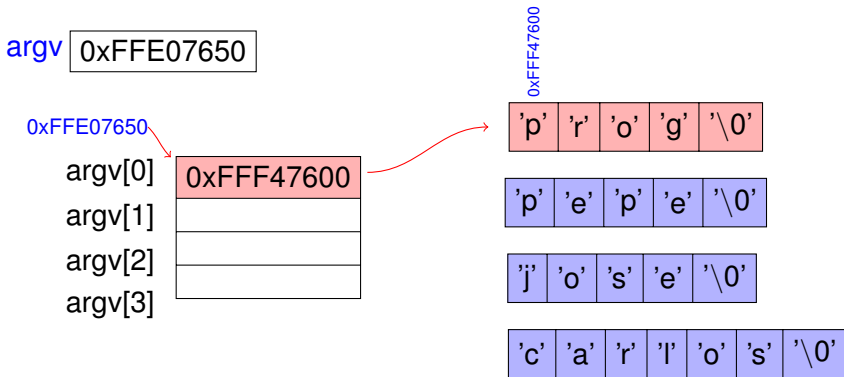 argv 0xFFE07650
0xFFF47600
'p' 'r' 'o' 'g' '\0'
0xFFE07650
argv[0] 0xFFF47600
argv[1]
argv[2]
argv[3]
'p' 'e' 'p' 'e' '\0'
'j' 'o' 's' 'e' '\0'
'c' 'a' 'r' 'l' 'o' 's' '\0'